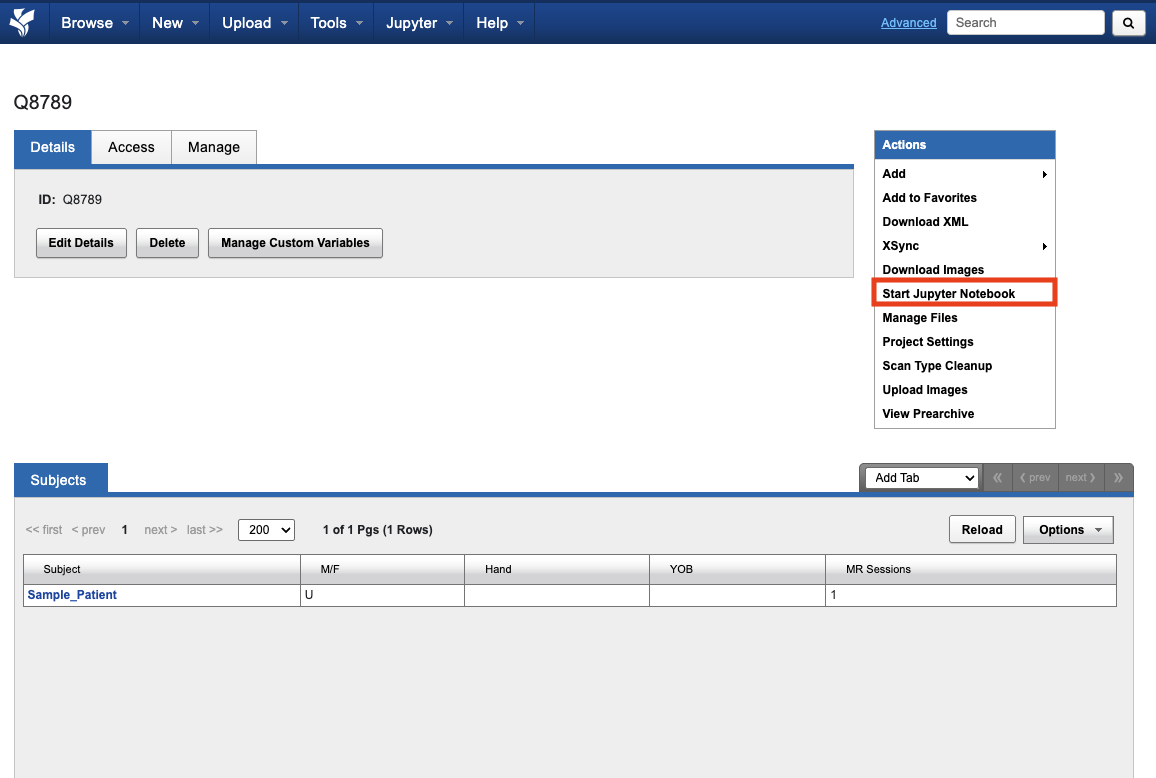 Browse New Upload Tools Jupyter Help Advanced Search
Q8789
Details Access Manage
ID: Q8789
Edit Details Delete Manage Custom Variables
Actions
Add
Add to Favorites
Download XML
XSync
Download Images
Start Jupyter Notebook
Manage Files
Project Settings
Scan Type Cleanup
Upload Images
View Prearchive
Subjects
Add Tab « ‹ prev next › »
<< first < prev 1 next > last >> 200 1 of 1 Pgs (1 Rows) Reload Options
Subject M/F Hand YOB MR Sessions
Sample_Patient U 1